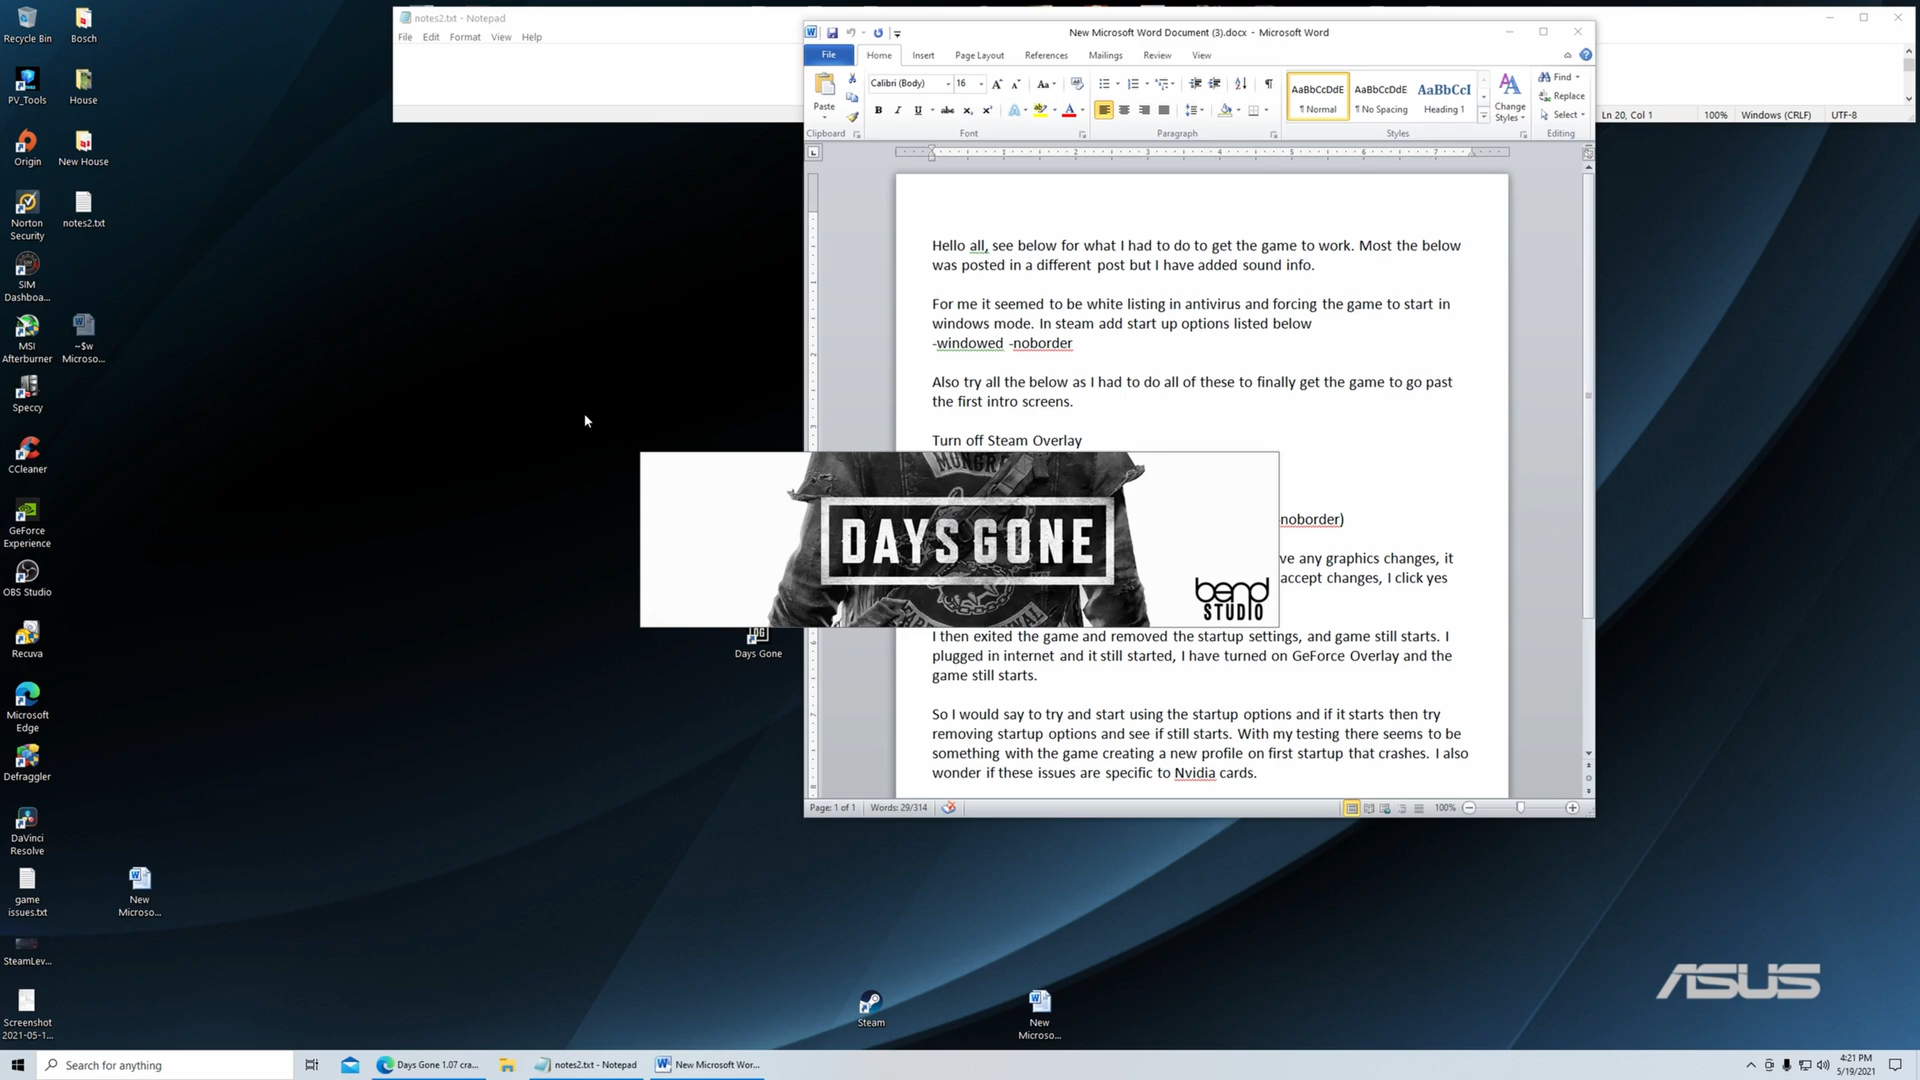 Recycle Bin
Bosch
PV_Tools
House
Origin
New House
Norton
Security
notes2.txt
SIM
Dashboa...
MSI
Afterburner
~$w
Microso...
Speccy
CCleaner
GeForce
Experience
OBS Studio
Recuva
Microsoft
Edge
Defraggler
DaVinci
Resolve
game
issues.txt
New
Microso...
SteamLev...
Screenshot
2021-05-1...
Days Gone
Steam
New
Microso...
notes2.txt - Notepad
File Edit Format View Help
Ln 20, Col 1 100% Windows (CRLF) UTF-8
New Microsoft Word Document (3).docx - Microsoft Word
File Home Insert Page Layout References Mailings Review View
Calibri (Body) 16
Paste
Clipboard Font Paragraph Styles Editing
AaBbCcDdE AaBbCcDdE AaBbCcI
¶ Normal ¶ No Spacing Heading 1
Change
Styles
Find
Replace
Select
Hello all, see below for what I had to do to get the game to work. Most the below
was posted in a different post but I have added sound info.
For me it seemed to be white listing in antivirus and forcing the game to start in
windows mode. In steam add start up options listed below
-windowed -noborder
Also try all the below as I had to do all of these to finally get the game to go past
the first intro screens.
Turn off Steam Overlay
noborder)
ve any graphics changes, it
accept changes, I click yes
I then exited the game and removed the startup settings, and game still starts. I
plugged in internet and it still started, I have turned on GeForce Overlay and the
game still starts.
So I would say to try and start using the startup options and if it starts then try
removing startup options and see if still starts. With my testing there seems to be
something with the game creating a new profile on first startup that crashes. I also
wonder if these issues are specific to Nvidia cards.
Page: 1 of 1 Words: 29/314 100%
DAYS GONE
bend
STUDIO
ASUS
Search for anything
Days Gone 1.07 cra...
notes2.txt - Notepad
New Microsoft Wor...
4:21 PM
5/19/2021